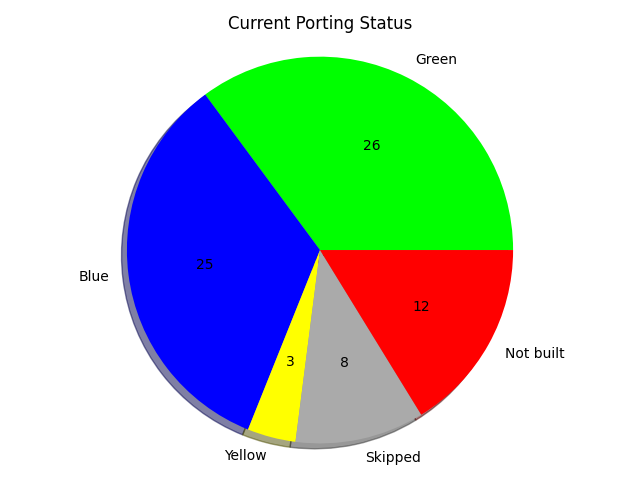 Current Porting Status
Green
26
Blue
25
Yellow
3
Skipped
8
Not built
12